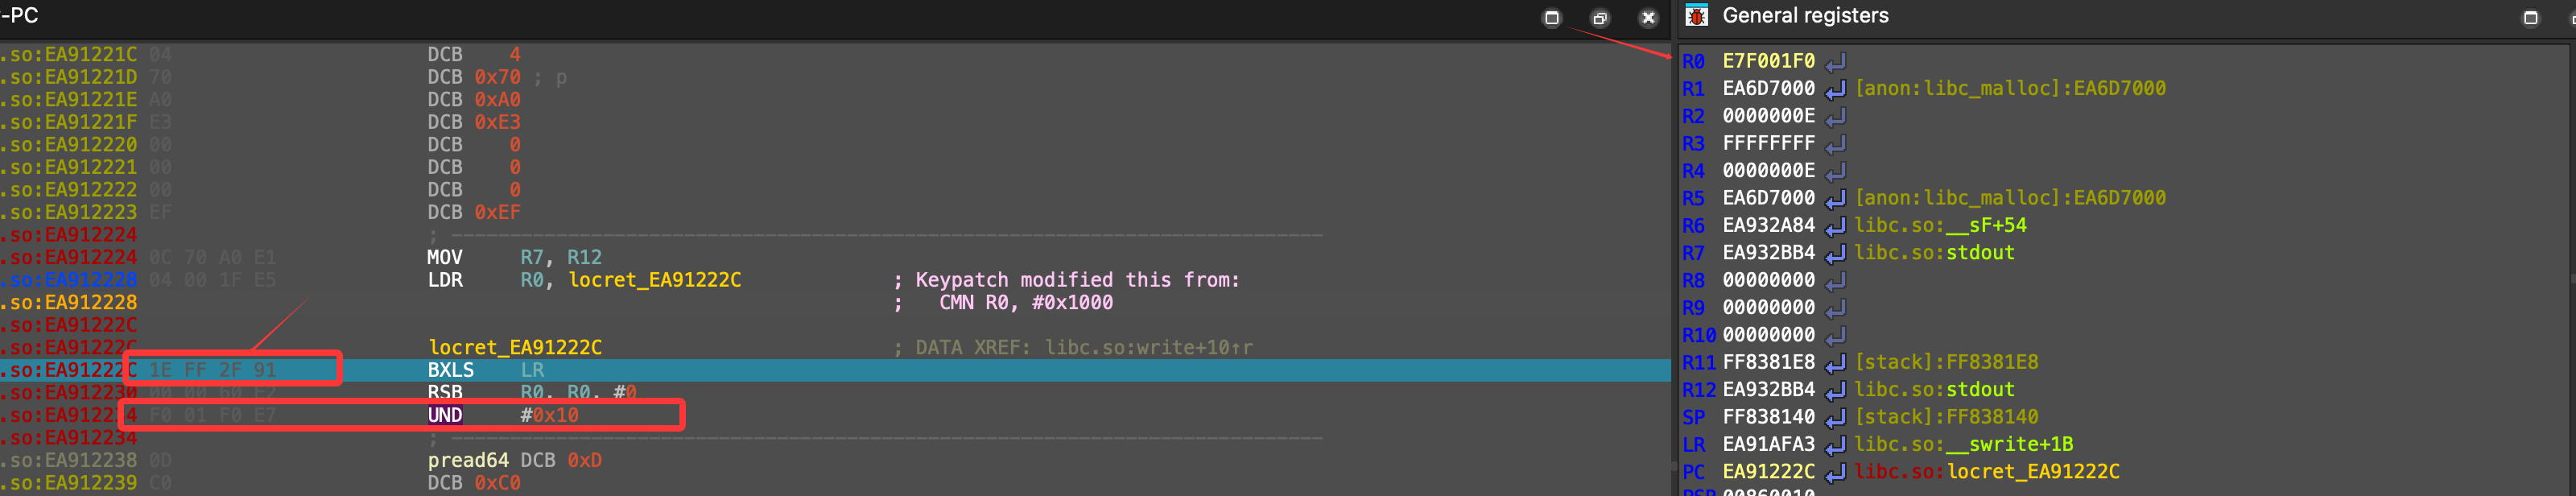 -PC
.so:EA91221C 04 DCB 4
.so:EA91221D 70 DCB 0x70 ; p
.so:EA91221E A0 DCB 0xA0
.so:EA91221F E3 DCB 0xE3
.so:EA912220 00 DCB 0
.so:EA912221 00 DCB 0
.so:EA912222 00 DCB 0
.so:EA912223 EF DCB 0xEF
.so:EA912224 ; ---------------------------------------------------------------------------
.so:EA912224 0C 70 A0 E1 MOV R7, R12
.so:EA912228 04 00 1F E5 LDR R0, locret_EA91222C ; Keypatch modified this from:
.so:EA912228 ; CMN R0, #0x1000
.so:EA91222C
.so:EA91222C locret_EA91222C ; DATA XREF: libc.so:write+10↑r
.so:EA91222C 1E FF 2F 91 BXLS LR
.so:EA912230 00 00 60 E2 RSB R0, R0, #0
.so:EA912234 F0 01 F0 E7 UND #0x10
.so:EA912234 ; ---------------------------------------------------------------------------
.so:EA912238 0D pread64 DCB 0xD
.so:EA912239 C0 DCB 0xC0
General registers
R0 E7F001F0
R1 EA6D7000 [anon:libc_malloc]:EA6D7000
R2 0000000E
R3 FFFFFFFF
R4 0000000E
R5 EA6D7000 [anon:libc_malloc]:EA6D7000
R6 EA932A84 libc.so:__sF+54
R7 EA932BB4 libc.so:stdout
R8 00000000
R9 00000000
R10 00000000
R11 FF8381E8 [stack]:FF8381E8
R12 EA932BB4 libc.so:stdout
SP FF838140 [stack]:FF838140
LR EA91AFA3 libc.so:__swrite+1B
PC EA91222C libc.so:locret_EA91222C
PSR 00860010